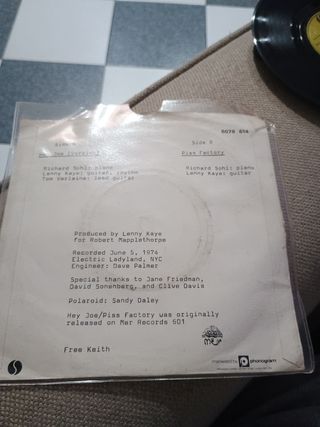 6078 614
Side A
Side B
Hey Joe (Version)
Piss Factory
Richard Sohl: piano
Lenny Kaye: guitar, rhythm
Tom Verlaine: lead guitar
Richard Sohl: piano
Lenny Kaye: guitar
Produced by Lenny Kaye
for Robert Mapplethorpe
Recorded June 5, 1974
Electric Ladyland, NYC
Engineer: Dave Palmer
Special thanks to Jane Friedman,
David Sonenberg, and Clive Davis
Polaroid: Sandy Daley
Hey Joe/Piss Factory was originally
released on Mer Records 601
mer
Free Keith
marketed by phonogram